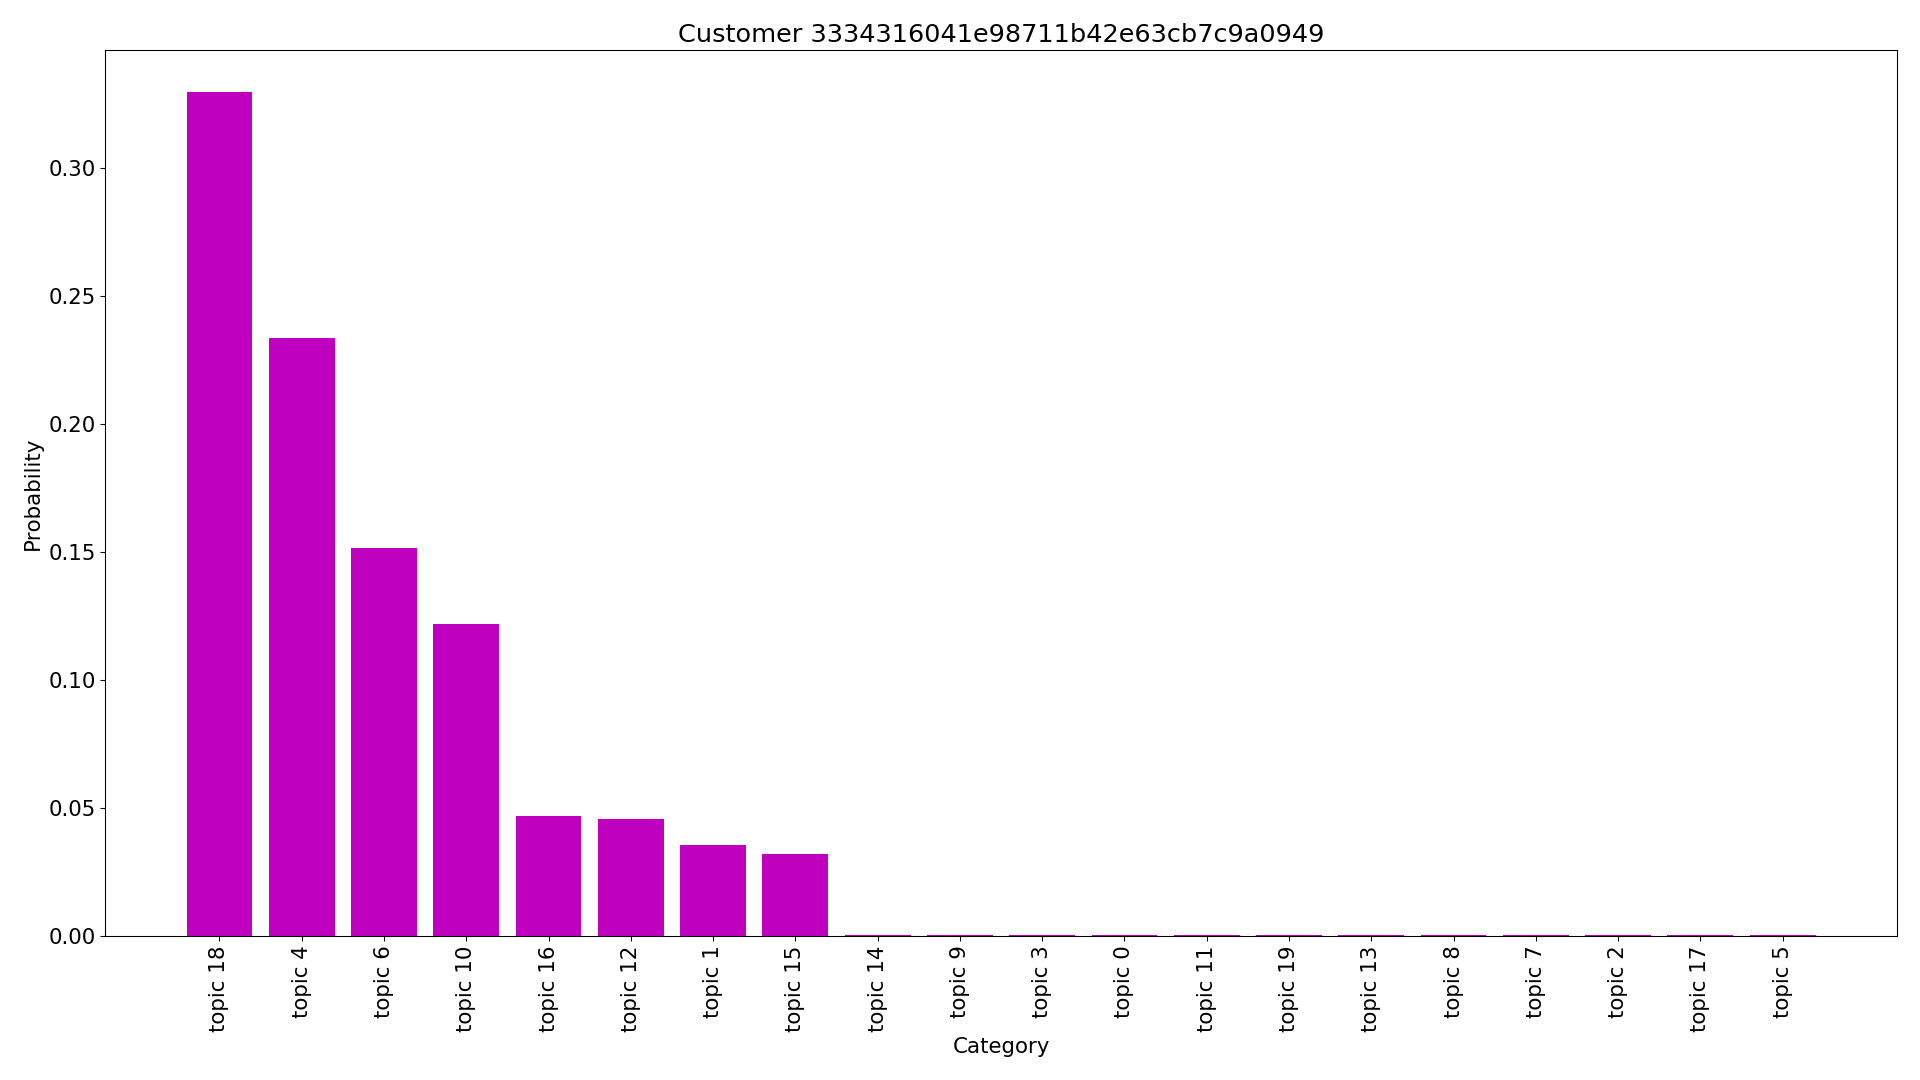 Customer 3334316041e98711b42e63cb7c9a0949
Probability
0.30
0.25
0.20
0.15
0.10
0.05
0.00
topic 18
topic 4
topic 6
topic 10
topic 16
topic 12
topic 1
topic 15
topic 14
topic 9
topic 3
topic 0
topic 11
topic 19
topic 13
topic 8
topic 7
topic 2
topic 17
topic 5
Category